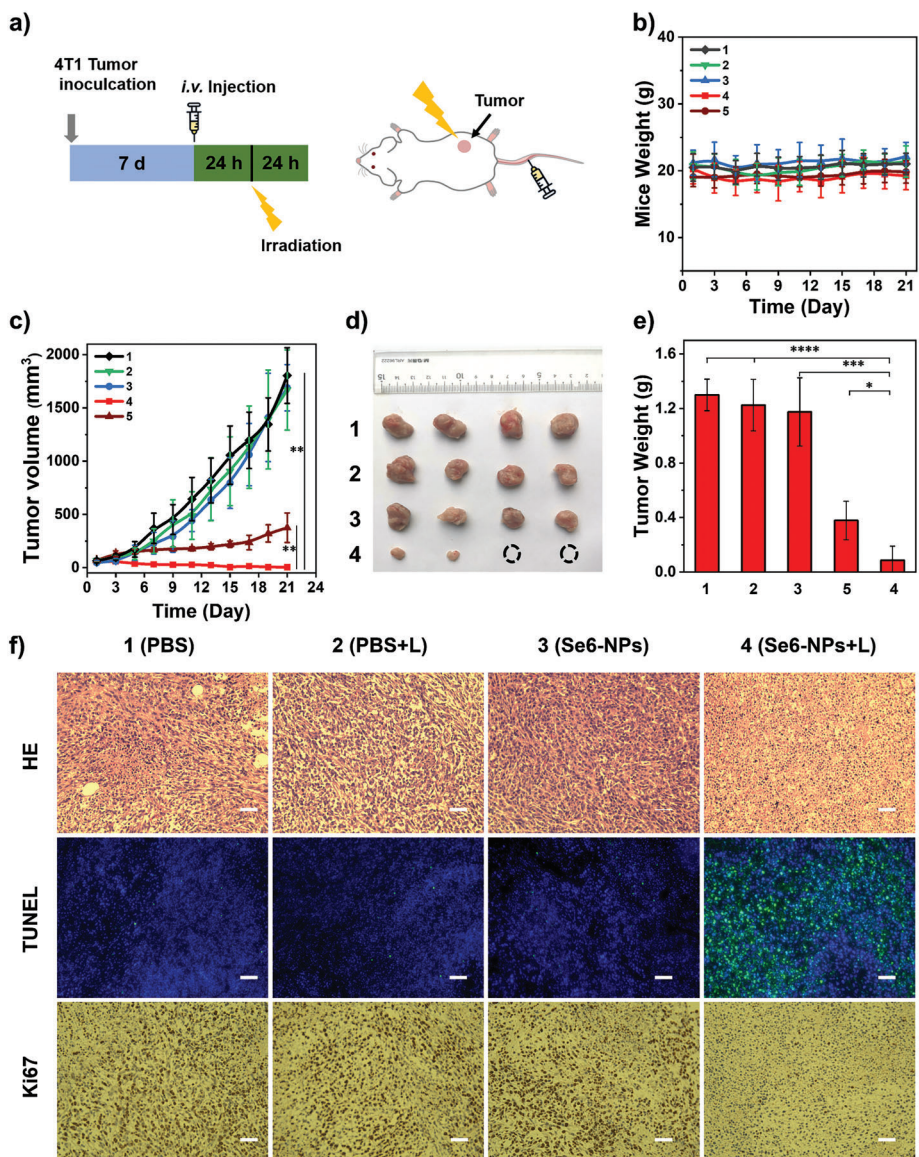 a)
4T1 Tumor
inoculcation
i.v. Injection
7 d
24 h
24 h
Irradiation
Tumor
b)
Mice Weight (g)
40
30
20
10
1
2
3
4
5
0 3 6 9 12 15 18 21
Time (Day)
c)
Tumor volume (mm³)
2000
1500
1000
500
0
1
2
3
4
5
**
**
0 3 6 9 12 15 18 21 24
Time (Day)
d)
15 10 5
1
2
3
4
e)
Tumor Weight (g)
1.6
1.2
0.8
0.4
0.0
****
***
*
1 2 3 5 4
f)
1 (PBS) 2 (PBS+L) 3 (Se6-NPs) 4 (Se6-NPs+L)
HE
TUNEL
Ki67